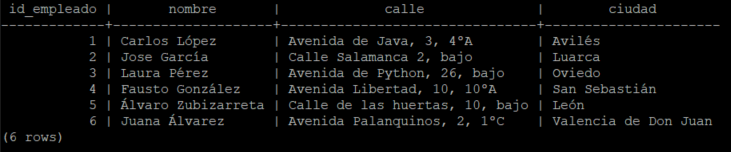 id_empleado | nombre | calle | ciudad
-------------+--------------------+--------------------------------+---------------------
1 | Carlos López | Avenida de Java, 3, 4ºA | Avilés
2 | Jose García | Calle Salamanca 2, bajo | Luarca
3 | Laura Pérez | Avenida de Python, 26, bajo | Oviedo
4 | Fausto González | Avenida Libertad, 10, 10ºA | San Sebastián
5 | Álvaro Zubizarreta | Calle de las huertas, 10, bajo | León
6 | Juana Álvarez | Avenida Palanquinos, 2, 1ºC | Valencia de Don Juan
(6 rows)